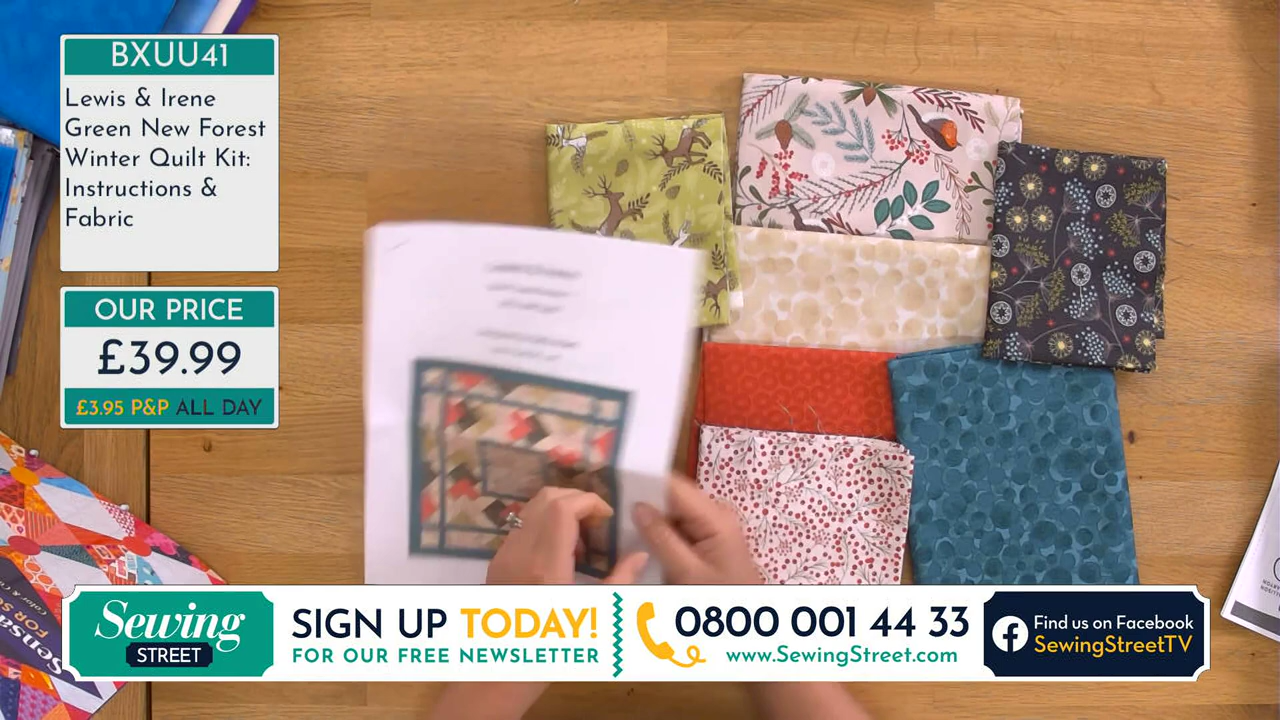 BXUU41
Lewis & Irene
Green New Forest
Winter Quilt Kit:
Instructions &
Fabric
OUR PRICE
£39.99
£3.95 P&P ALL DAY
Sewing
STREET
SIGN UP TODAY!
FOR OUR FREE NEWSLETTER
0800 001 44 33
www.SewingStreet.com
Find us on Facebook
SewingStreetTV